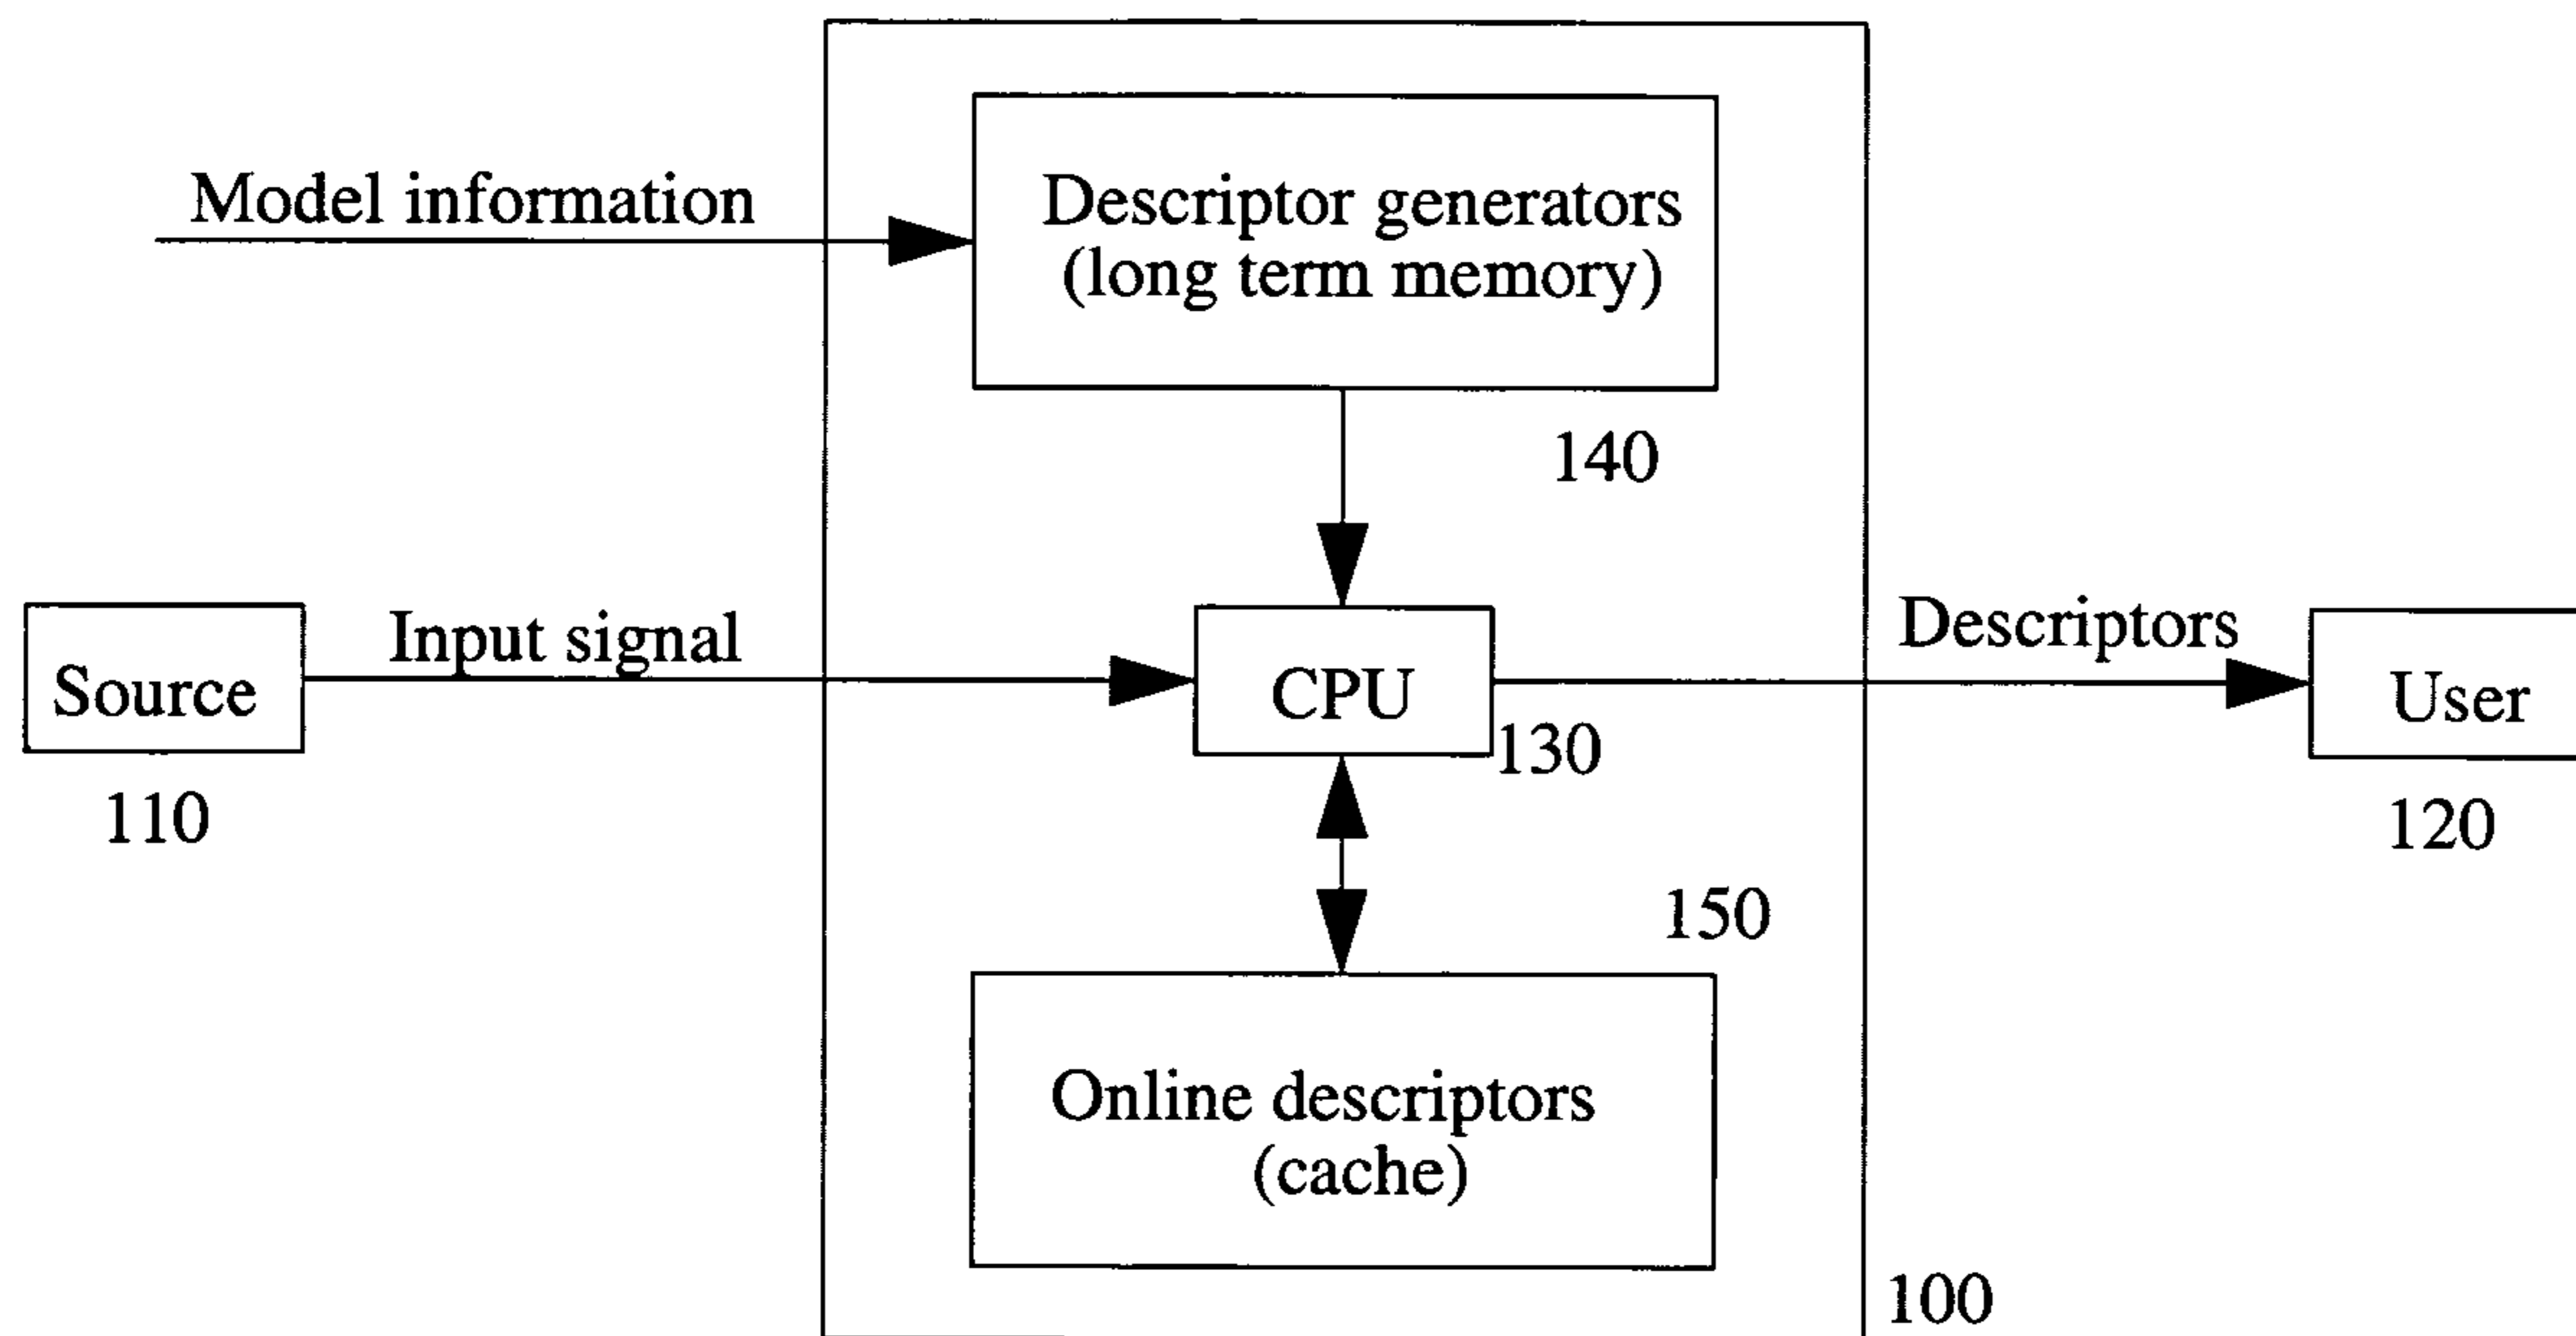 Model information
Descriptor generators
(long term memory)
140
Source
110
Input signal
CPU
130
Descriptors
User
120
150
Online descriptors
(cache)
100